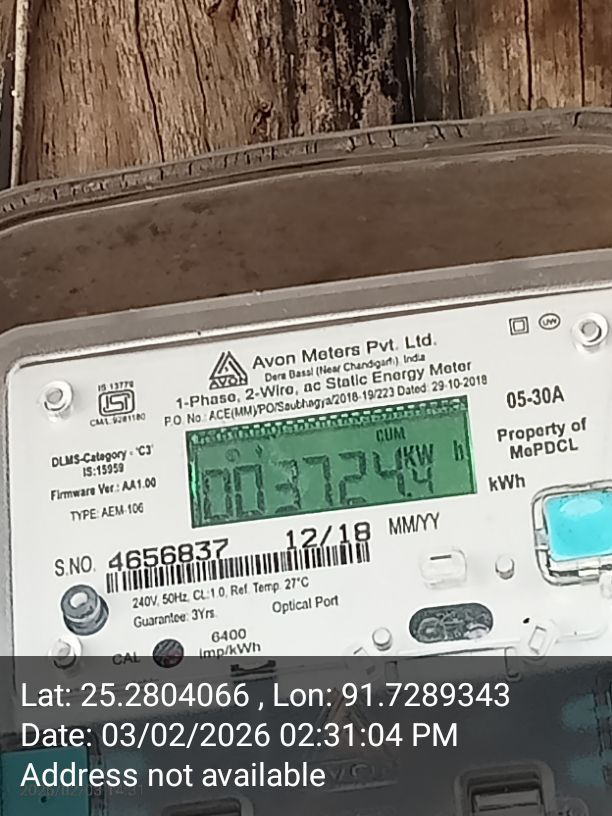 Avon Meters Pvt. Ltd.
Dera Bassi (Near Chandigarh), India
AVON
1-Phase, 2-Wire, ac Static Energy Meter
P.O. No.: ACE(MM)/PO/Saubhagya/2018-19/223 Dated: 29-10-2018
IS 13779
ISI
CM/L:9281180
UW
05-30A
Property of
MePDCL
DLMS-Category - 'C3'
IS:15959
Firmware Ver.: AA1.00
TYPE: AEM-106
CUM
003724.4 KW h
kWh
S.NO. 4656837 12/18 MM/YY
240V, 50Hz, CL:1.0, Ref. Temp. 27°C
Guarantee: 3Yrs.
Optical Port
6400
imp/kWh
CAL
Lat: 25.2804066 , Lon: 91.7289343
Date: 03/02/2026 02:31:04 PM
Address not available